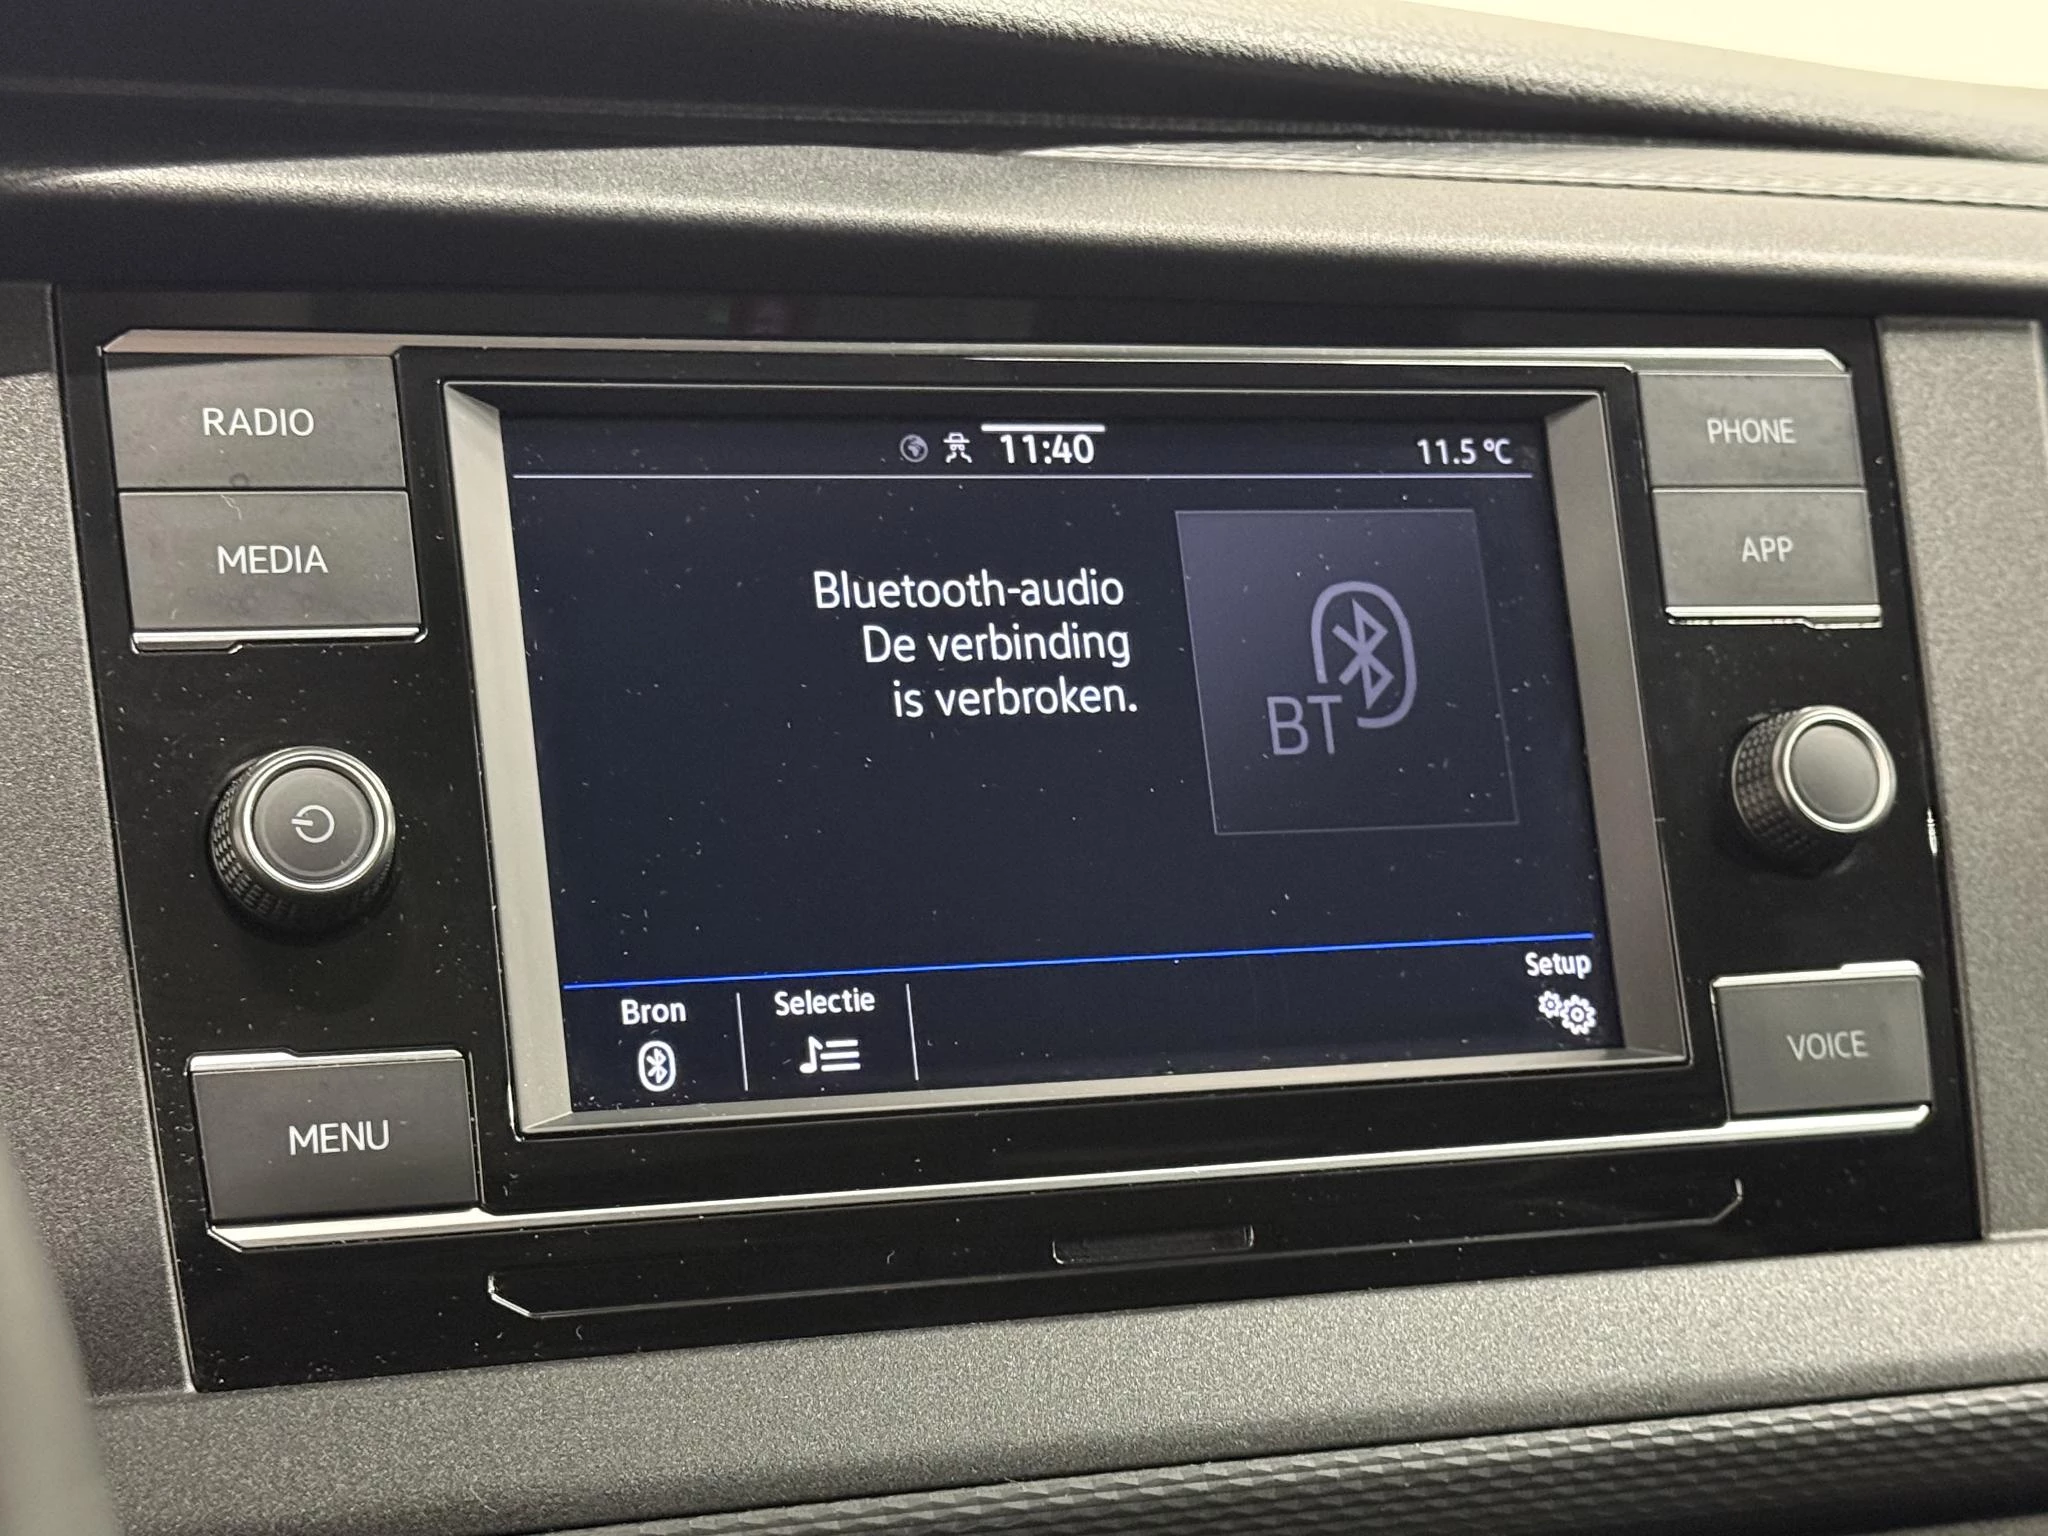 RADIO
MEDIA
MENU
11:40
11.5 °C
Bluetooth-audio
De verbinding
is verbroken.
BT
Bron
Selectie
Setup
PHONE
APP
VOICE